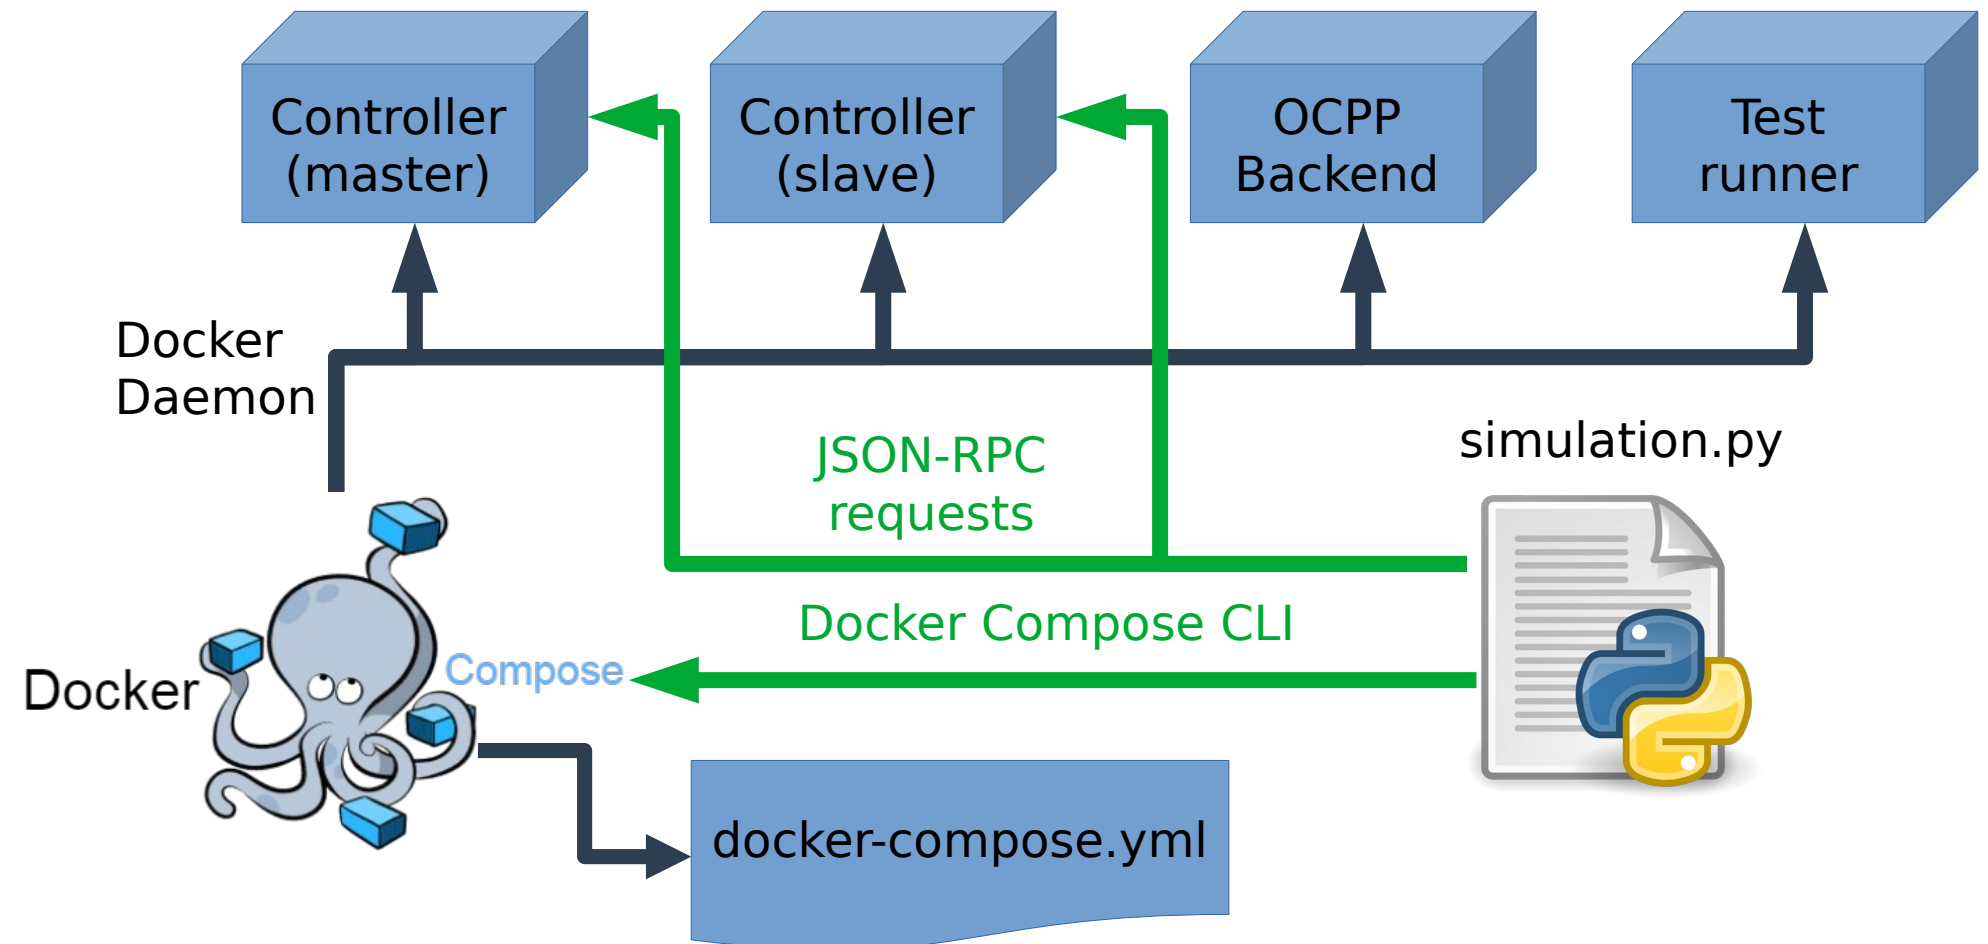 Controller
(master)
Controller
(slave)
OCPP
Backend
Test
runner
Docker
Daemon
simulation.py
JSON-RPC
requests
Docker Compose CLI
Docker
Compose
docker-compose.yml